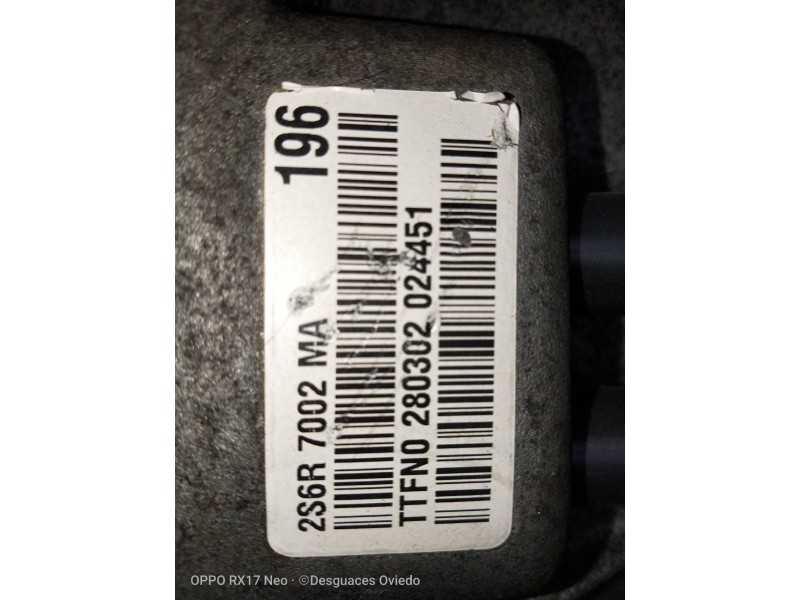 2S6R 7002 MA 196
TTFN0 280302 024451
OPPO RX17 Neo · ©Desguaces Oviedo